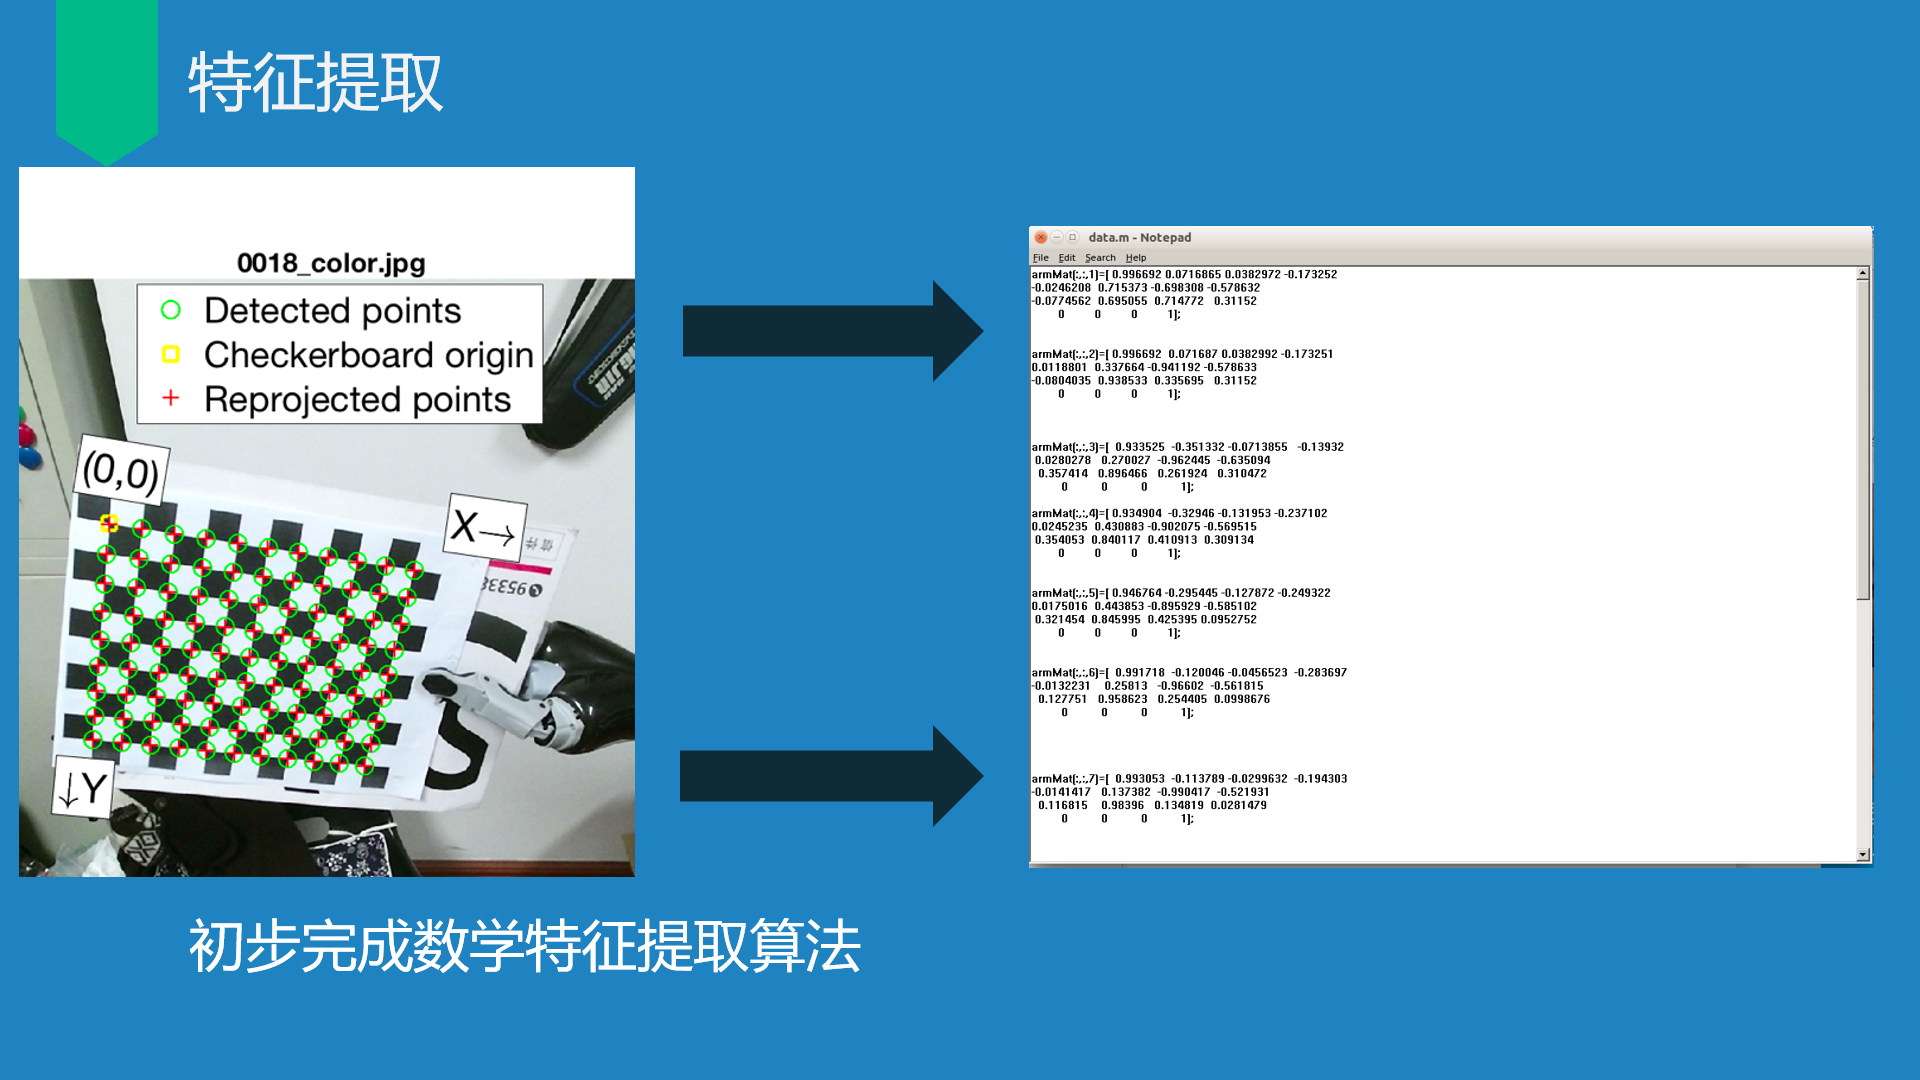 特征提取
0018_color.jpg
Detected points
Checkerboard origin
Reprojected points
(0,0)
X→
↓Y
data.m - Notepad
File Edit Search Help
armMat(:,:,1)=[ 0.996692 0.0716865 0.0382972 -0.173252
-0.0246208 0.715373 -0.698308 -0.578632
-0.0774562 0.695055 0.714772 0.31152
0 0 0 1];
armMat(:,:,2)=[ 0.996692 0.071687 0.0382992 -0.173251
0.0118801 0.337664 -0.941192 -0.578633
-0.0804035 0.938533 0.335695 0.31152
0 0 0 1];
armMat(:,:,3)=[ 0.933525 -0.351332 -0.0713855 -0.13932
0.0280278 0.270027 -0.962445 -0.635094
0.357414 0.896466 0.261924 0.310472
0 0 0 1];
armMat(:,:,4)=[ 0.934904 -0.32946 -0.131953 -0.237102
0.0245235 0.430883 -0.902075 -0.569515
0.354053 0.840117 0.410913 0.309134
0 0 0 1];
armMat(:,:,5)=[ 0.946764 -0.295445 -0.127872 -0.249322
0.0175016 0.443853 -0.895929 -0.585102
0.321454 0.845995 0.425395 0.0952752
0 0 0 1];
armMat(:,:,6)=[ 0.991718 -0.120046 -0.0456523 -0.283697
-0.0132231 0.25813 -0.96602 -0.561815
0.127751 0.958623 0.254405 0.0998676
0 0 0 1];
armMat(:,:,7)=[ 0.993053 -0.113789 -0.0299632 -0.194303
-0.0141417 0.137382 -0.990417 -0.521931
0.116815 0.98396 0.134819 0.0281479
0 0 0 1];
初步完成数学特征提取算法